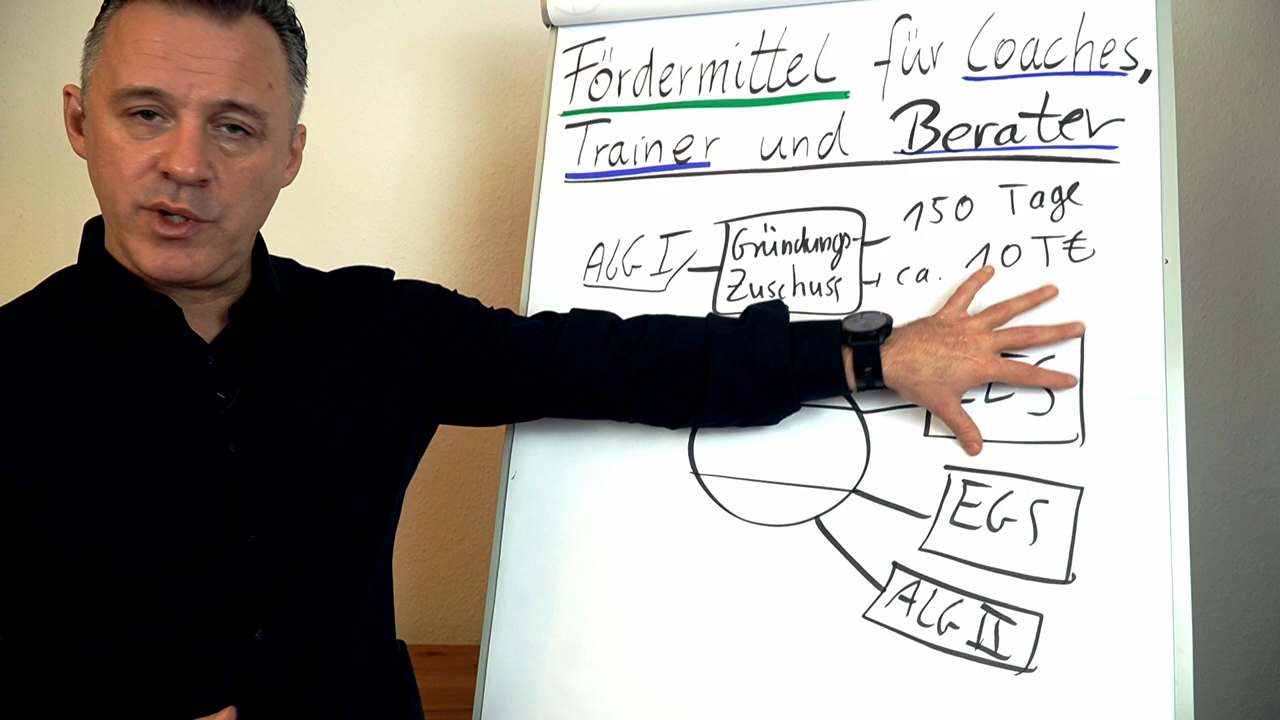 Fördermittel für Coaches,
Trainer und Berater
ALG I
Gründungs-
Zuschuss
150 Tage
ca. 10 T€
EGS
ALG II